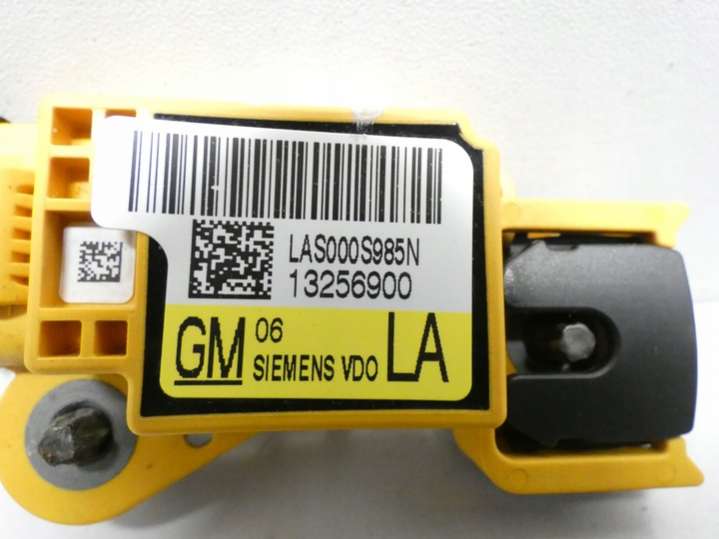 LAS000S985N
13256900
GM 06
SIEMENS VDO LA